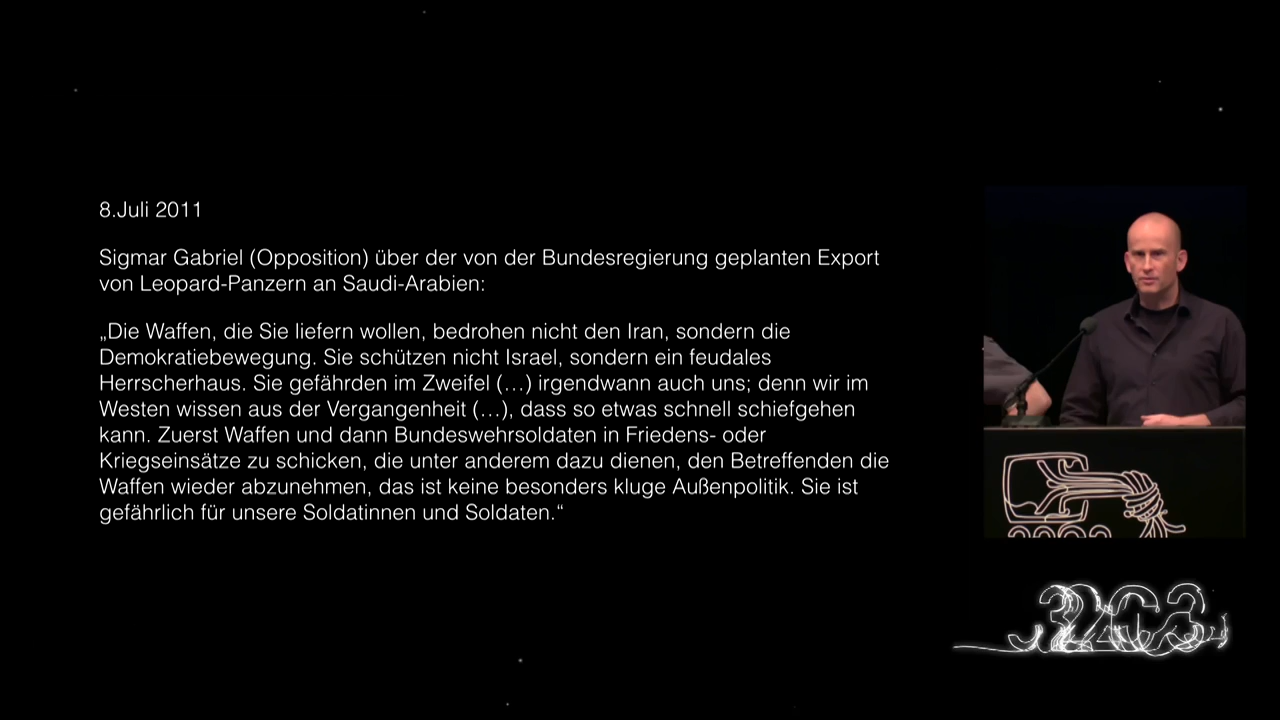 8.Juli 2011
Sigmar Gabriel (Opposition) über der von der Bundesregierung geplanten Export
von Leopard-Panzern an Saudi-Arabien:
„Die Waffen, die Sie liefern wollen, bedrohen nicht den Iran, sondern die
Demokratiebewegung. Sie schützen nicht Israel, sondern ein feudales
Herrscherhaus. Sie gefährden im Zweifel (…) irgendwann auch uns; denn wir im
Westen wissen aus der Vergangenheit (…), dass so etwas schnell schiefgehen
kann. Zuerst Waffen und dann Bundeswehrsoldaten in Friedens- oder
Kriegseinsätze zu schicken, die unter anderem dazu dienen, den Betreffenden die
Waffen wieder abzunehmen, das ist keine besonders kluge Außenpolitik. Sie ist
gefährlich für unsere Soldatinnen und Soldaten.“
32C3